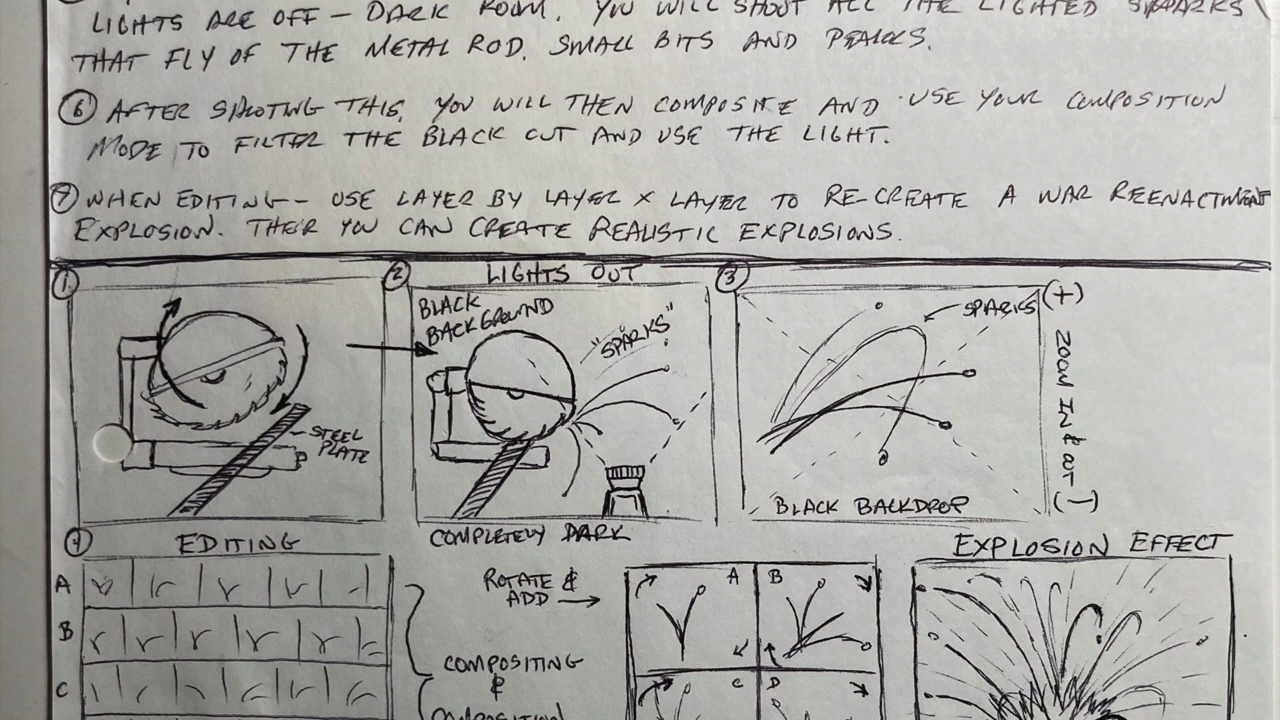 LIGHTS ARE OFF - DARK ROOM. YOU WILL SHOOT ALL THE LIGHTED SPARKS
THAT FLY OF THE METAL ROD. SMALL BITS AND
6 AFTER SHOOTING THIS, YOU WILL THEN COMPOSITE AND USE YOUR COMPOSITION
MODE TO FILTER THE BLACK OUT AND USE THE LIGHT.
7 WHEN EDITING - USE LAYER BY LAYER X LAYER TO RE-CREATE A WAR REENACTMENT
EXPLOSION. THEIR YOU CAN CREATE REALISTIC EXPLOSIONS.
1
STEEL
PLATE
2 LIGHTS OUT
BLACK
BACKGROUND
"SPARKS"
COMPLETELY DARK
3
SPARKS
BLACK BACKDROP
(+) ZOOM IN & OUT (-)
4 EDITING
A
B
C
ROTATE &
ADD
COMPOSITING
&
COMPOSITION
A B
C D
EXPLOSION EFFECT